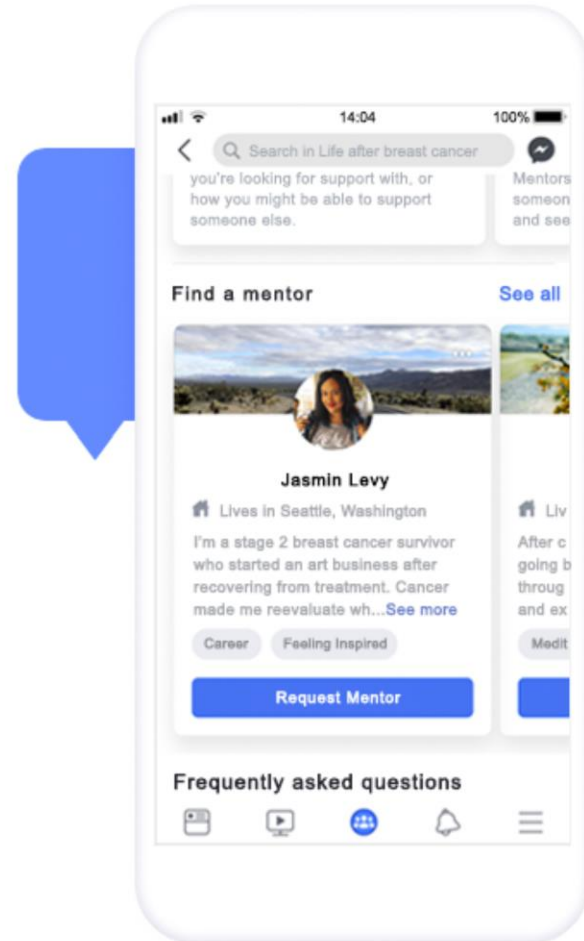 14:04
100%
Search in Life after breast cancer
you're looking for support with, or
how you might be able to support
someone else.
Mentors
someon
and see
Find a mentor
See all
Jasmin Levy
Lives in Seattle, Washington
I'm a stage 2 breast cancer survivor
who started an art business after
recovering from treatment. Cancer
made me reevaluate wh...See more
Career
Feeling Inspired
Request Mentor
Liv
After c
going b
throug
and ex
Medit
Frequently asked questions